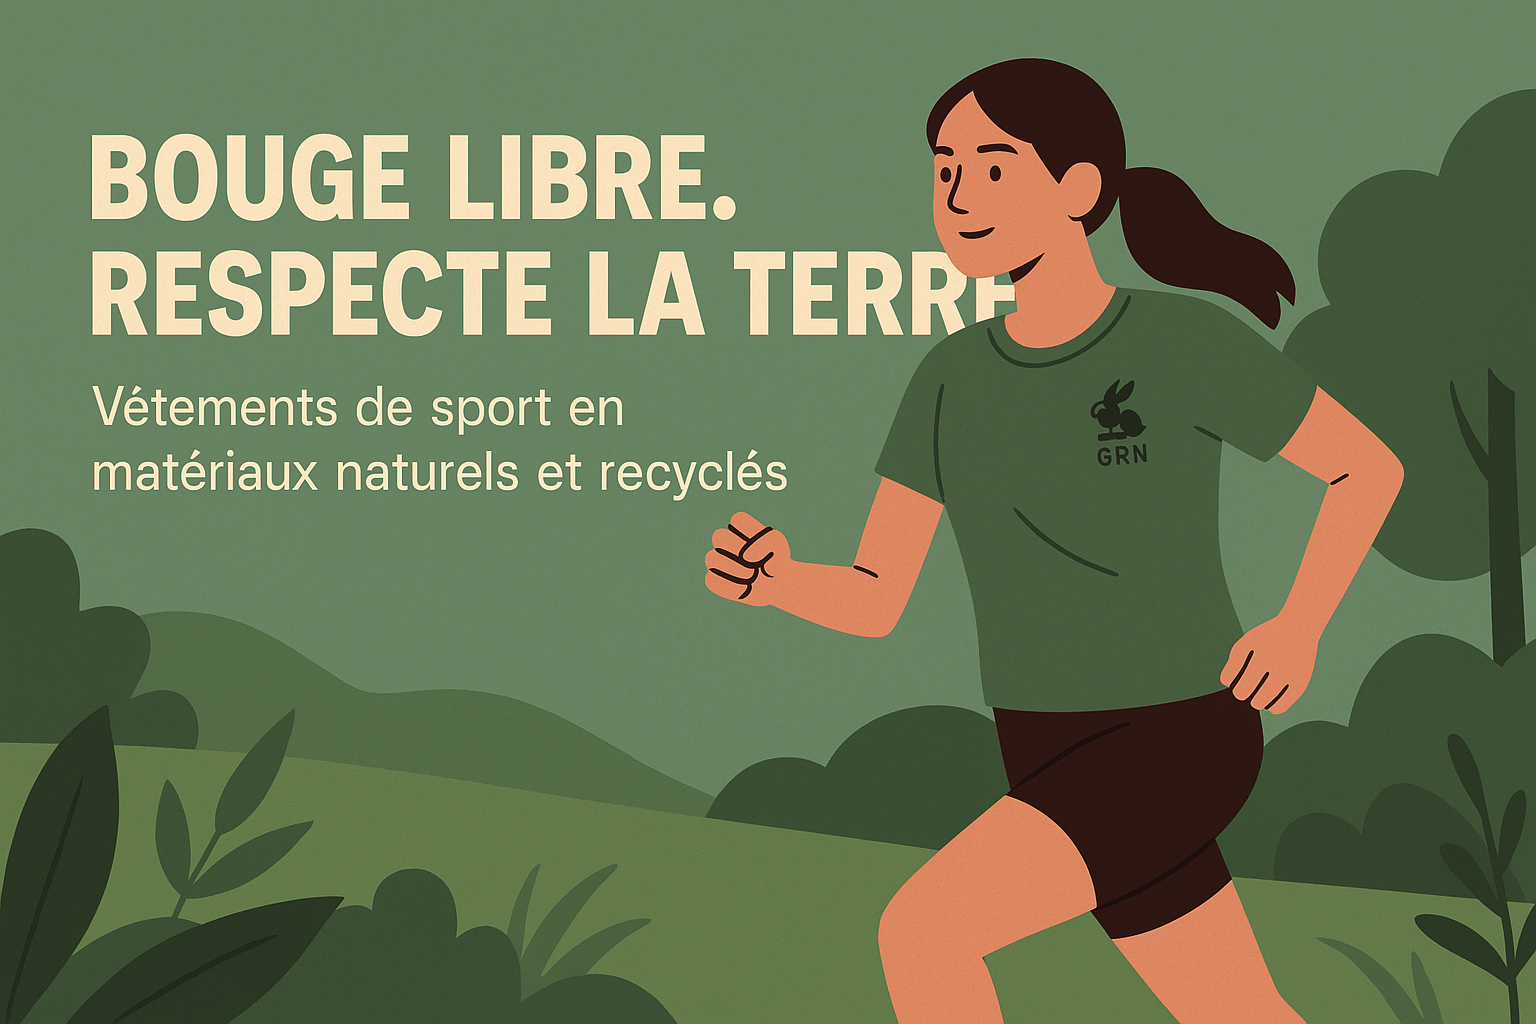 BOUGE LIBRE.
RESPECTE LA TERRE
Vétements de sport en
matériaux naturels et recyclés
GRN